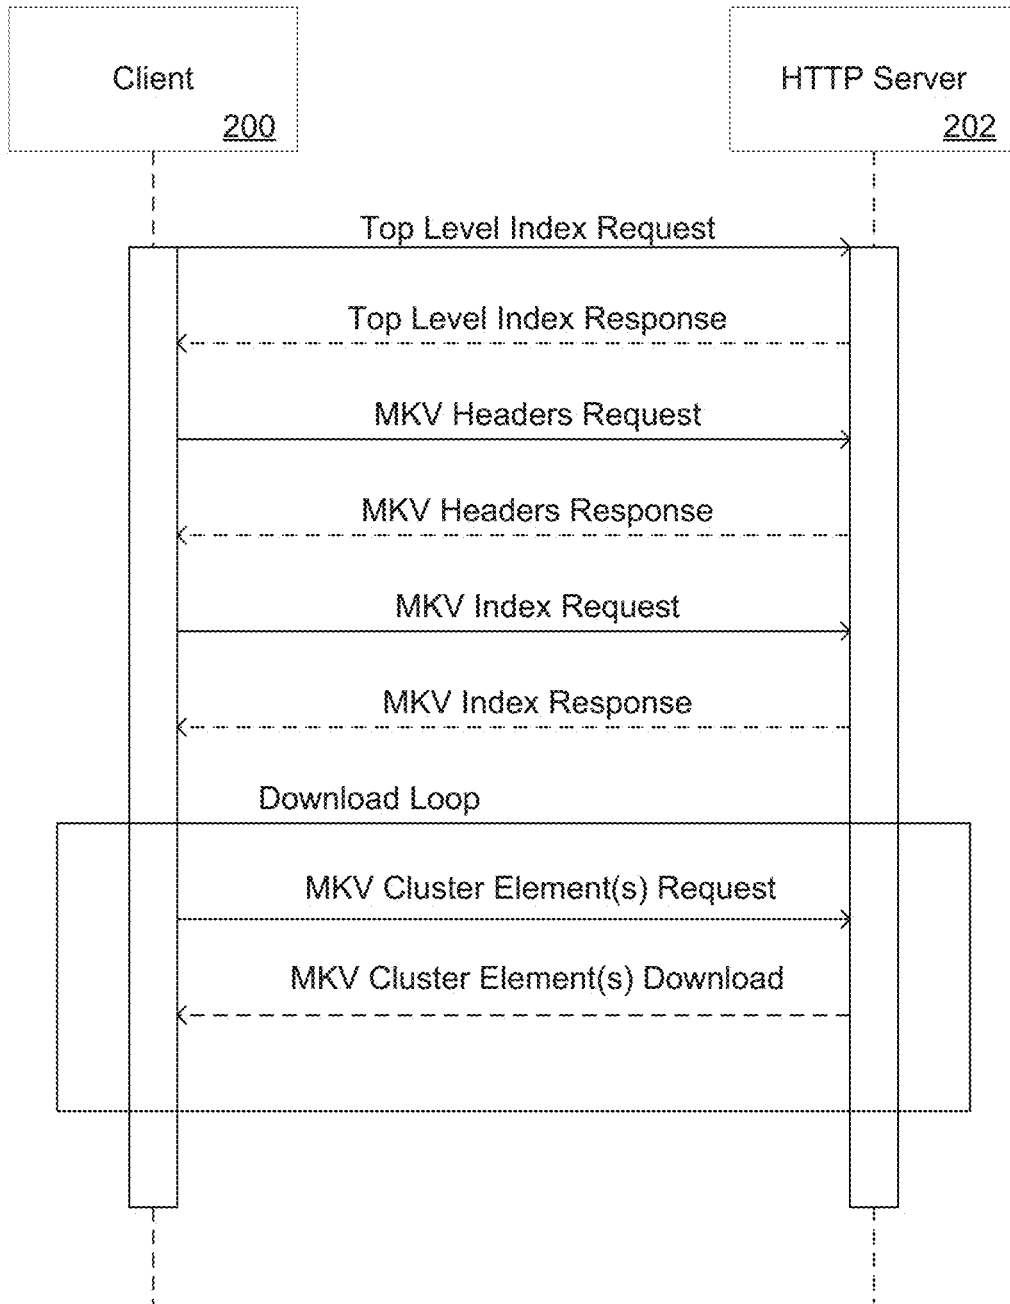 Client
200
HTTP Server
202
Top Level Index Request
Top Level Index Response
MKV Headers Request
MKV Headers Response
MKV Index Request
MKV Index Response
Download Loop
MKV Cluster Element(s) Request
MKV Cluster Element(s) Download